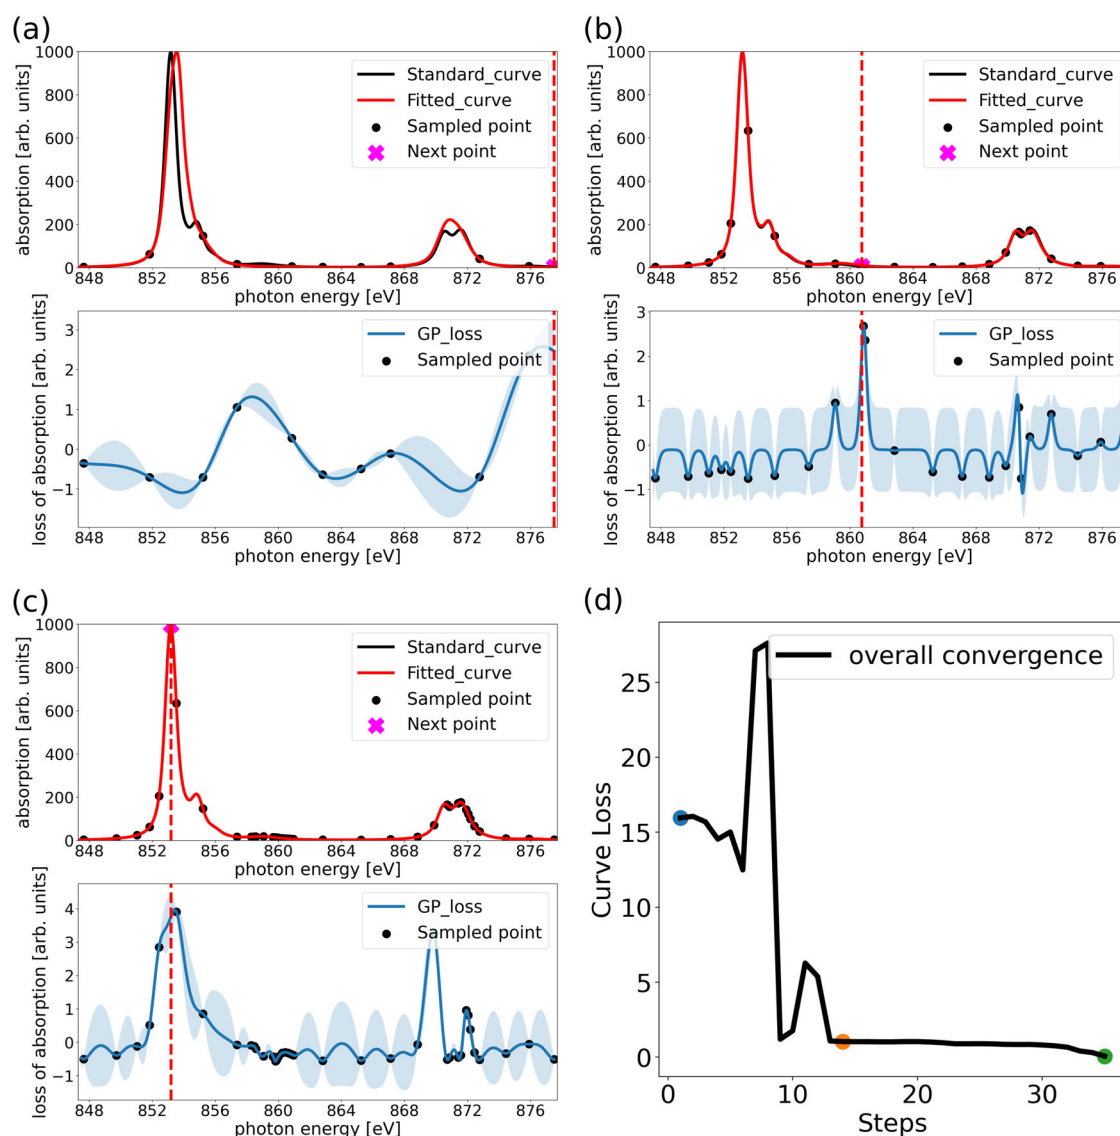 (a)
absorption [arb. units]
1000
800
600
400
200
0
Standard_curve
Fitted_curve
Sampled point
Next point
848 852 856 860 864 868 872 876
photon energy [eV]
loss of absorption [arb. units]
3
2
1
0
−1
GP_loss
Sampled point
848 852 856 860 864 868 872 876
photon energy [eV]
(b)
absorption [arb. units]
1000
800
600
400
200
0
Standard_curve
Fitted_curve
Sampled point
Next point
848 852 856 860 864 868 872 876
photon energy [eV]
loss of absorption [arb. units]
3
2
1
0
−1
GP_loss
Sampled point
848 852 856 860 864 868 872 876
photon energy [eV]
(c)
absorption [arb. units]
1000
800
600
400
200
0
Standard_curve
Fitted_curve
Sampled point
Next point
848 852 856 860 864 868 872 876
photon energy [eV]
loss of absorption [arb. units]
4
3
2
1
0
−1
GP_loss
Sampled point
848 852 856 860 864 868 872 876
photon energy [eV]
(d)
Curve Loss
25
20
15
10
5
0
overall convergence
0 10 20 30
Steps